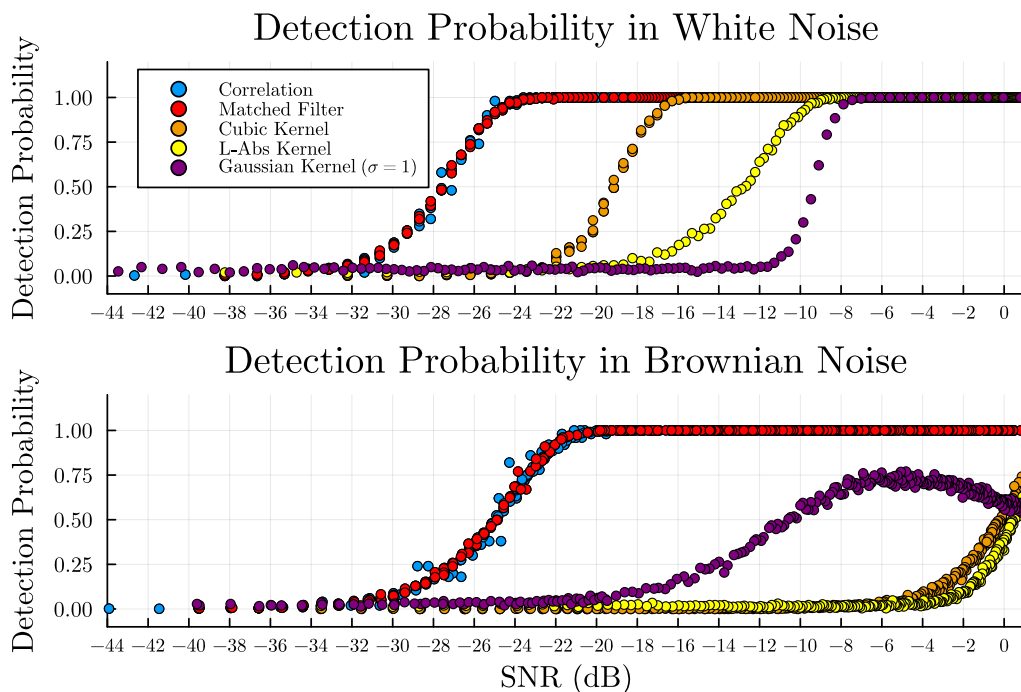 Detection Probability in White Noise
Detection Probability
1.00
0.75
0.50
0.25
0.00
Correlation
Matched Filter
Cubic Kernel
L-Abs Kernel
Gaussian Kernel (σ = 1)
−44 −42 −40 −38 −36 −34 −32 −30 −28 −26 −24 −22 −20 −18 −16 −14 −12 −10 −8 −6 −4 −2 0
Detection Probability in Brownian Noise
Detection Probability
1.00
0.75
0.50
0.25
0.00
−44 −42 −40 −38 −36 −34 −32 −30 −28 −26 −24 −22 −20 −18 −16 −14 −12 −10 −8 −6 −4 −2 0
SNR (dB)